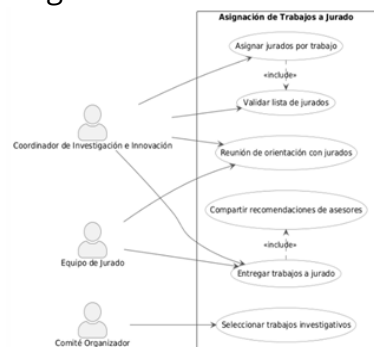 Asignación de Trabajos a Jurado
Asignar jurados por trabajo
«include»
Validar lista de jurados
Coordinador de Investigación e Innovación
Reunión de orientación con jurados
Compartir recomendaciones de asesores
«include»
Equipo de Jurado
Entregar trabajos a jurado
Seleccionar trabajos investigativos
Comité Organizador